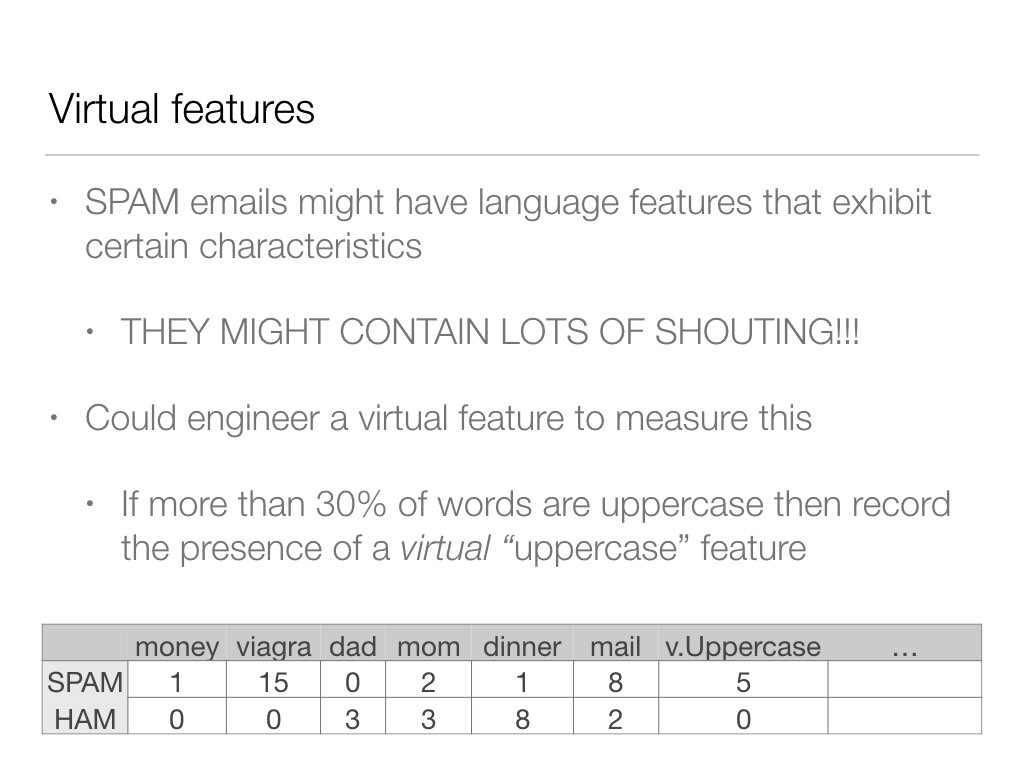 Virtual features
• SPAM emails might have language features that exhibit
certain characteristics
• THEY MIGHT CONTAIN LOTS OF SHOUTING!!!
• Could engineer a virtual feature to measure this
• If more than 30% of words are uppercase then record
the presence of a virtual “uppercase” feature
money viagra dad mom dinner mail v.Uppercase …
SPAM 1 15 0 2 1 8 5
HAM 0 0 3 3 8 2 0